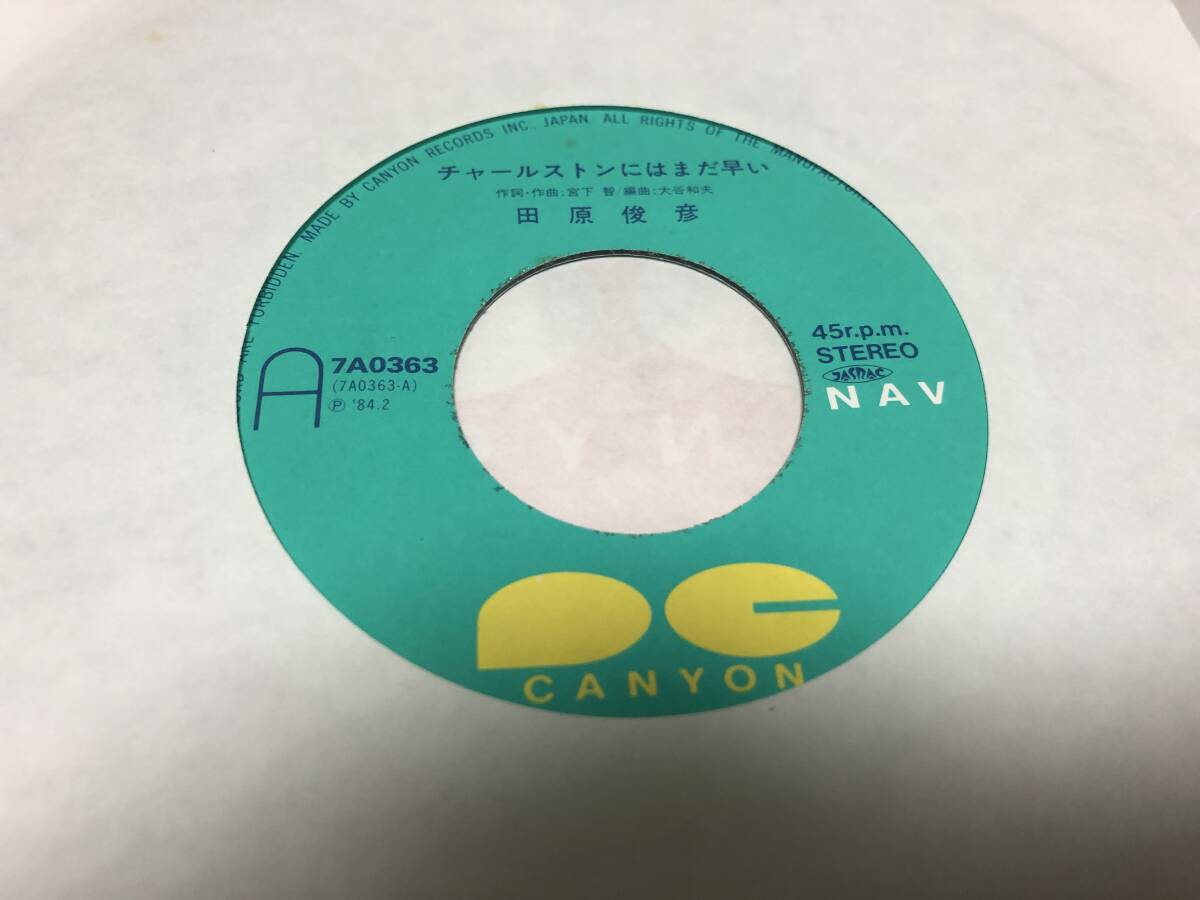 チャールストンにはまだ早い
作詞・作曲:宮下 智/編曲:大谷和夫
田原俊彦
A
7A0363
(7A0363-A)
Ⓟ '84.2
45r.p.m.
STEREO
JASRAC
NAV
CANYON
ARE FORBIDDEN. MADE BY CANYON RECORDS INC., JAPAN. ALL RIGHTS OF THE